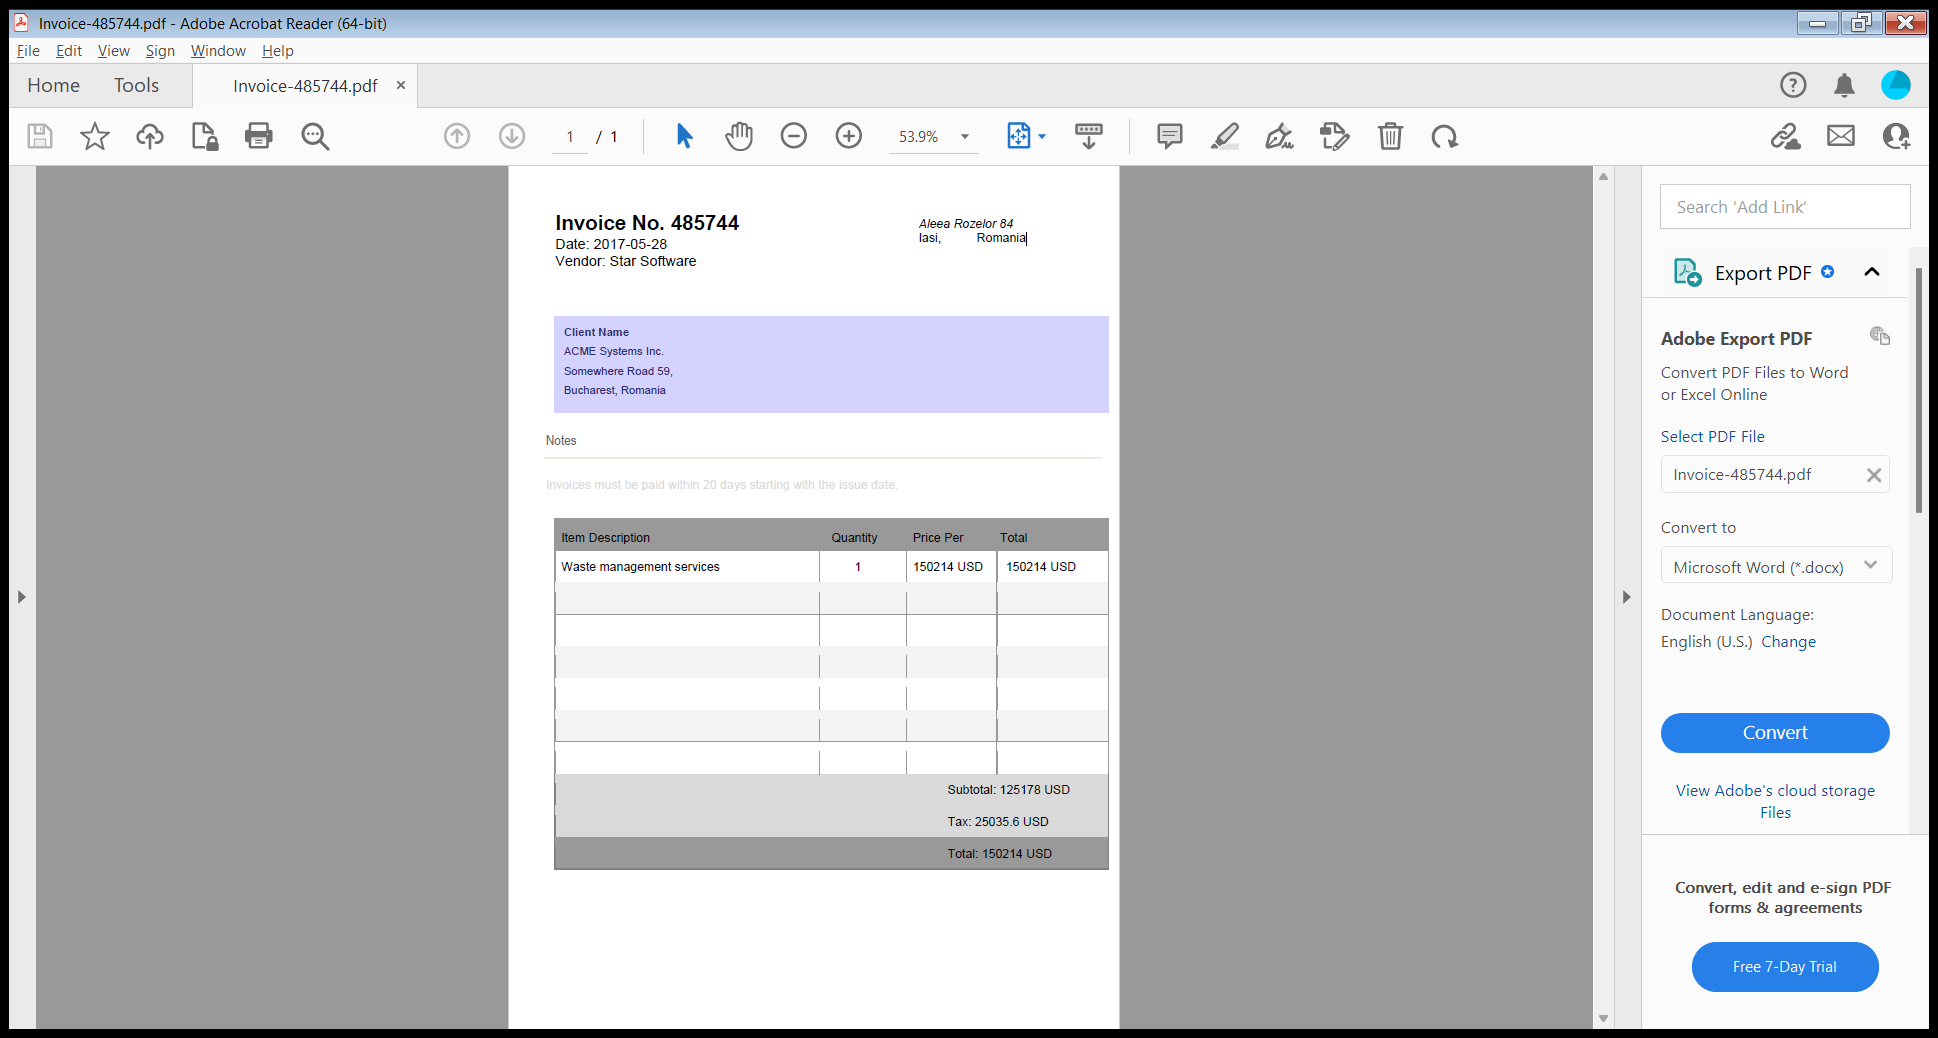 Invoice-485744.pdf - Adobe Acrobat Reader (64-bit)
File Edit View Sign Window Help
Home Tools Invoice-485744.pdf
1 / 1 53.9%
Invoice No. 485744
Date: 2017-05-28
Vendor: Star Software
Aleea Rozelor 84
Iasi, Romania
Client Name
ACME Systems Inc.
Somewhere Road 59,
Bucharest, Romania
Notes
Invoices must be paid within 20 days starting with the issue date.
Item Description Quantity Price Per Total
Waste management services 1 150214 USD 150214 USD
Subtotal: 125178 USD
Tax: 25035.6 USD
Total: 150214 USD
Search 'Add Link'
Export PDF
Adobe Export PDF
Convert PDF Files to Word
or Excel Online
Select PDF File
Invoice-485744.pdf
Convert to
Microsoft Word (*.docx)
Document Language:
English (U.S.) Change
Convert
View Adobe's cloud storage
Files
Convert, edit and e-sign PDF
forms & agreements
Free 7-Day Trial